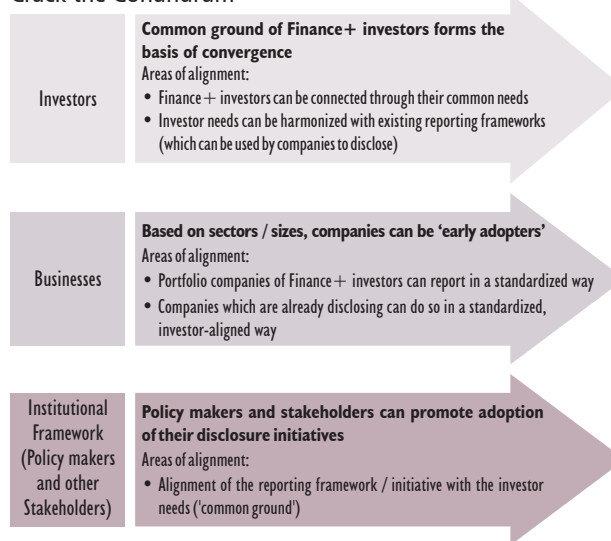 Investors
Common ground of Finance+ investors forms the
basis of convergence
Areas of alignment:
• Finance+ investors can be connected through their common needs
• Investor needs can be harmonized with existing reporting frameworks
(which can be used by companies to disclose)
Businesses
Based on sectors / sizes, companies can be ‘early adopters’
Areas of alignment:
• Portfolio companies of Finance+ investors can report in a standardized way
• Companies which are already disclosing can do so in a standardized,
investor-aligned way
Institutional
Framework
(Policy makers
and other
Stakeholders)
Policy makers and stakeholders can promote adoption
of their disclosure initiatives
Areas of alignment:
• Alignment of the reporting framework / initiative with the investor
needs ('common ground')